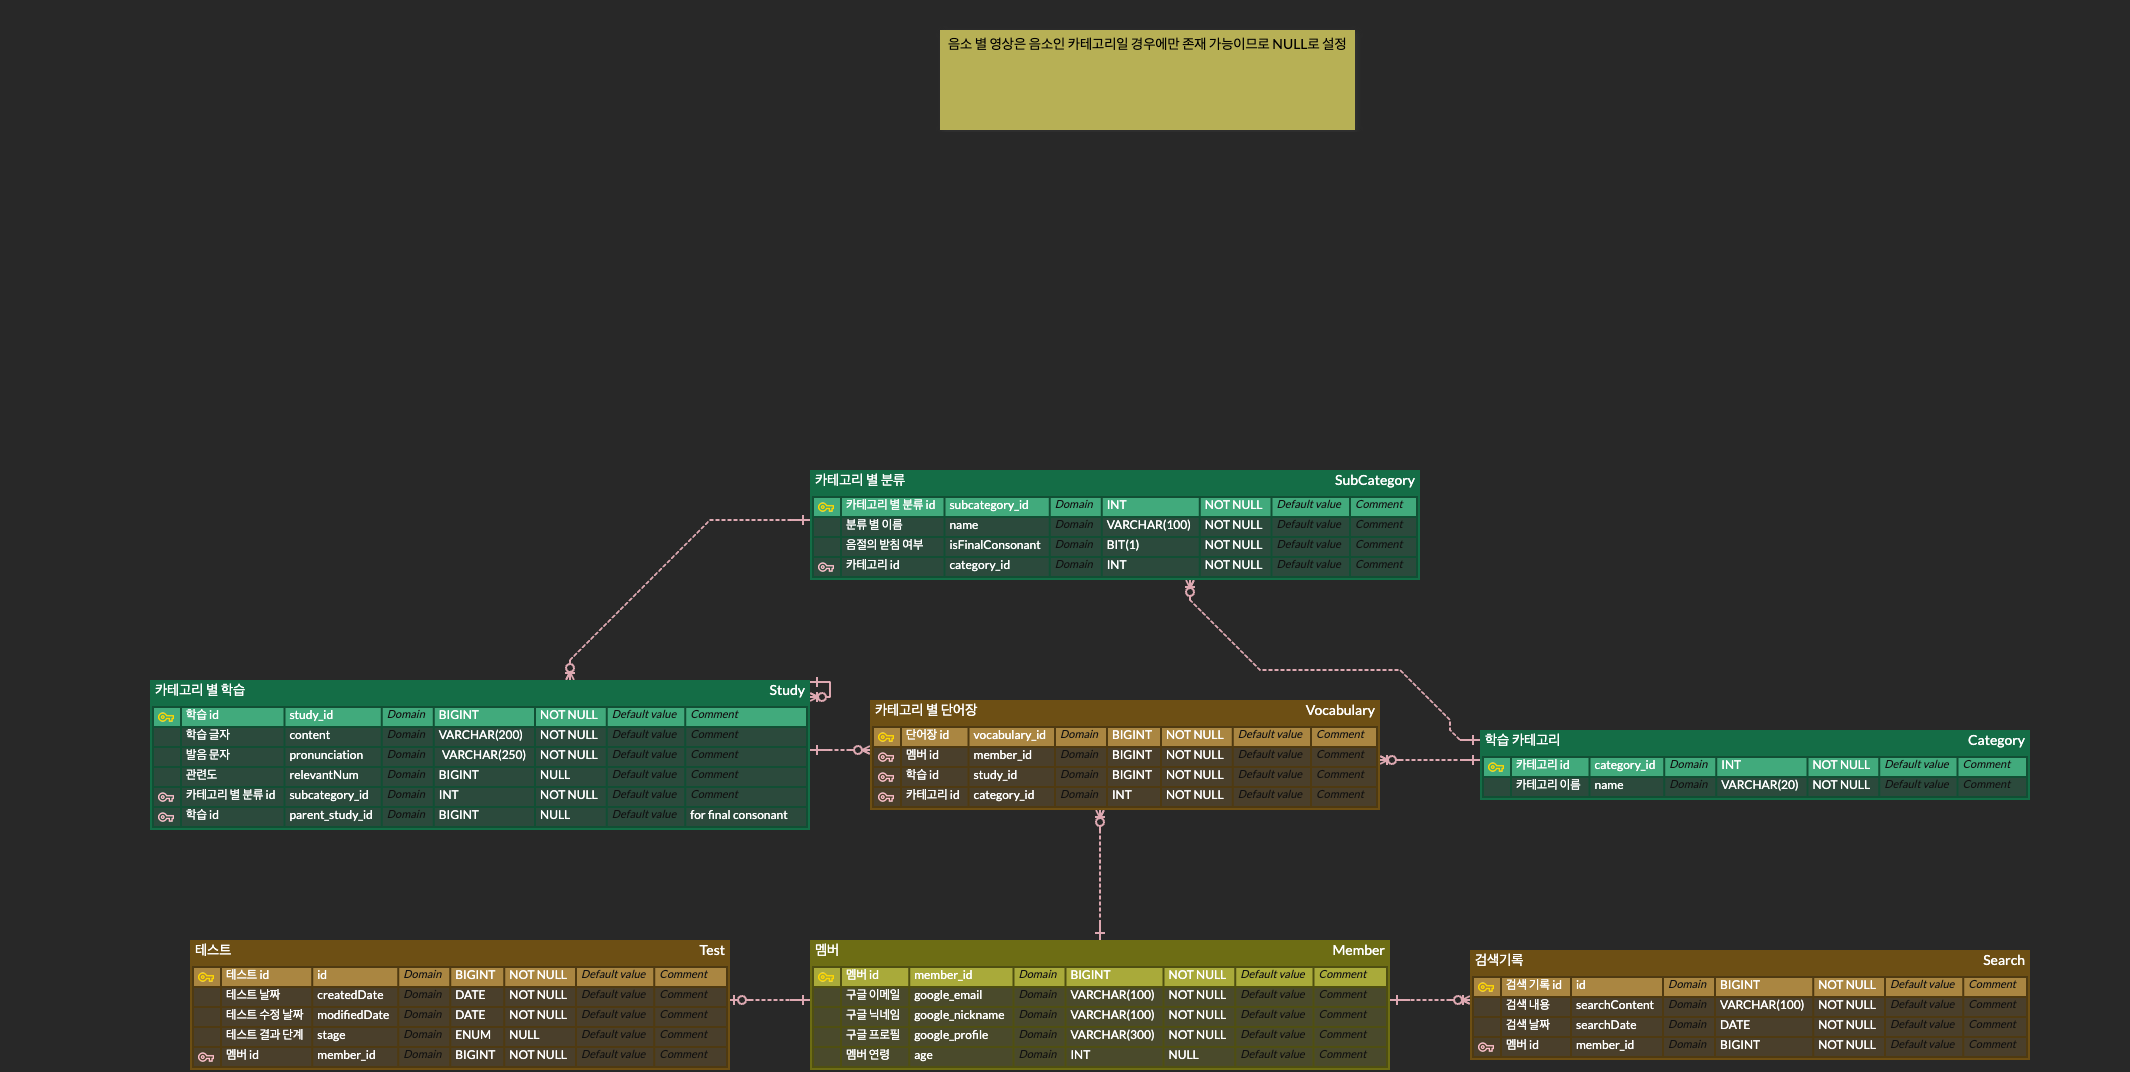 음소 별 영상은 음소인 카테고리일 경우에만 존재 가능이므로 NULL로 설정
카테고리 별 분류 SubCategory
카테고리 별 분류 id subcategory_id Domain INT NOT NULL Default value Comment
분류 별 이름 name Domain VARCHAR(100) NOT NULL Default value Comment
음절의 받침 여부 isFinalConsonant Domain BIT(1) NOT NULL Default value Comment
카테고리 id category_id Domain INT NOT NULL Default value Comment
카테고리 별 학습 Study
학습 id study_id Domain BIGINT NOT NULL Default value Comment
학습 글자 content Domain VARCHAR(200) NOT NULL Default value Comment
발음 문자 pronunciation Domain VARCHAR(250) NOT NULL Default value Comment
관련도 relevantNum Domain BIGINT NULL Default value Comment
카테고리 별 분류 id subcategory_id Domain INT NOT NULL Default value Comment
학습 id parent_study_id Domain BIGINT NULL Default value for final consonant
카테고리 별 단어장 Vocabulary
단어장 id vocabulary_id Domain BIGINT NOT NULL Default value Comment
멤버 id member_id Domain BIGINT NOT NULL Default value Comment
학습 id study_id Domain BIGINT NOT NULL Default value Comment
카테고리 id category_id Domain INT NOT NULL Default value Comment
학습 카테고리 Category
카테고리 id category_id Domain INT NOT NULL Default value Comment
카테고리 이름 name Domain VARCHAR(20) NOT NULL Default value Comment
테스트 Test
테스트 id id Domain BIGINT NOT NULL Default value Comment
테스트 날짜 createdDate Domain DATE NOT NULL Default value Comment
테스트 수정 날짜 modifiedDate Domain DATE NOT NULL Default value Comment
테스트 결과 단계 stage Domain ENUM NULL Default value Comment
멤버 id member_id Domain BIGINT NOT NULL Default value Comment
멤버 Member
멤버 id member_id Domain BIGINT NOT NULL Default value Comment
구글 이메일 google_email Domain VARCHAR(100) NOT NULL Default value Comment
구글 닉네임 google_nickname Domain VARCHAR(100) NOT NULL Default value Comment
구글 프로필 google_profile Domain VARCHAR(300) NOT NULL Default value Comment
멤버 연령 age Domain INT NULL Default value Comment
검색기록 Search
검색 기록 id id Domain BIGINT NOT NULL Default value Comment
검색 내용 searchContent Domain VARCHAR(100) NOT NULL Default value Comment
검색 날짜 searchDate Domain DATE NOT NULL Default value Comment
멤버 id member_id Domain BIGINT NOT NULL Default value Comment